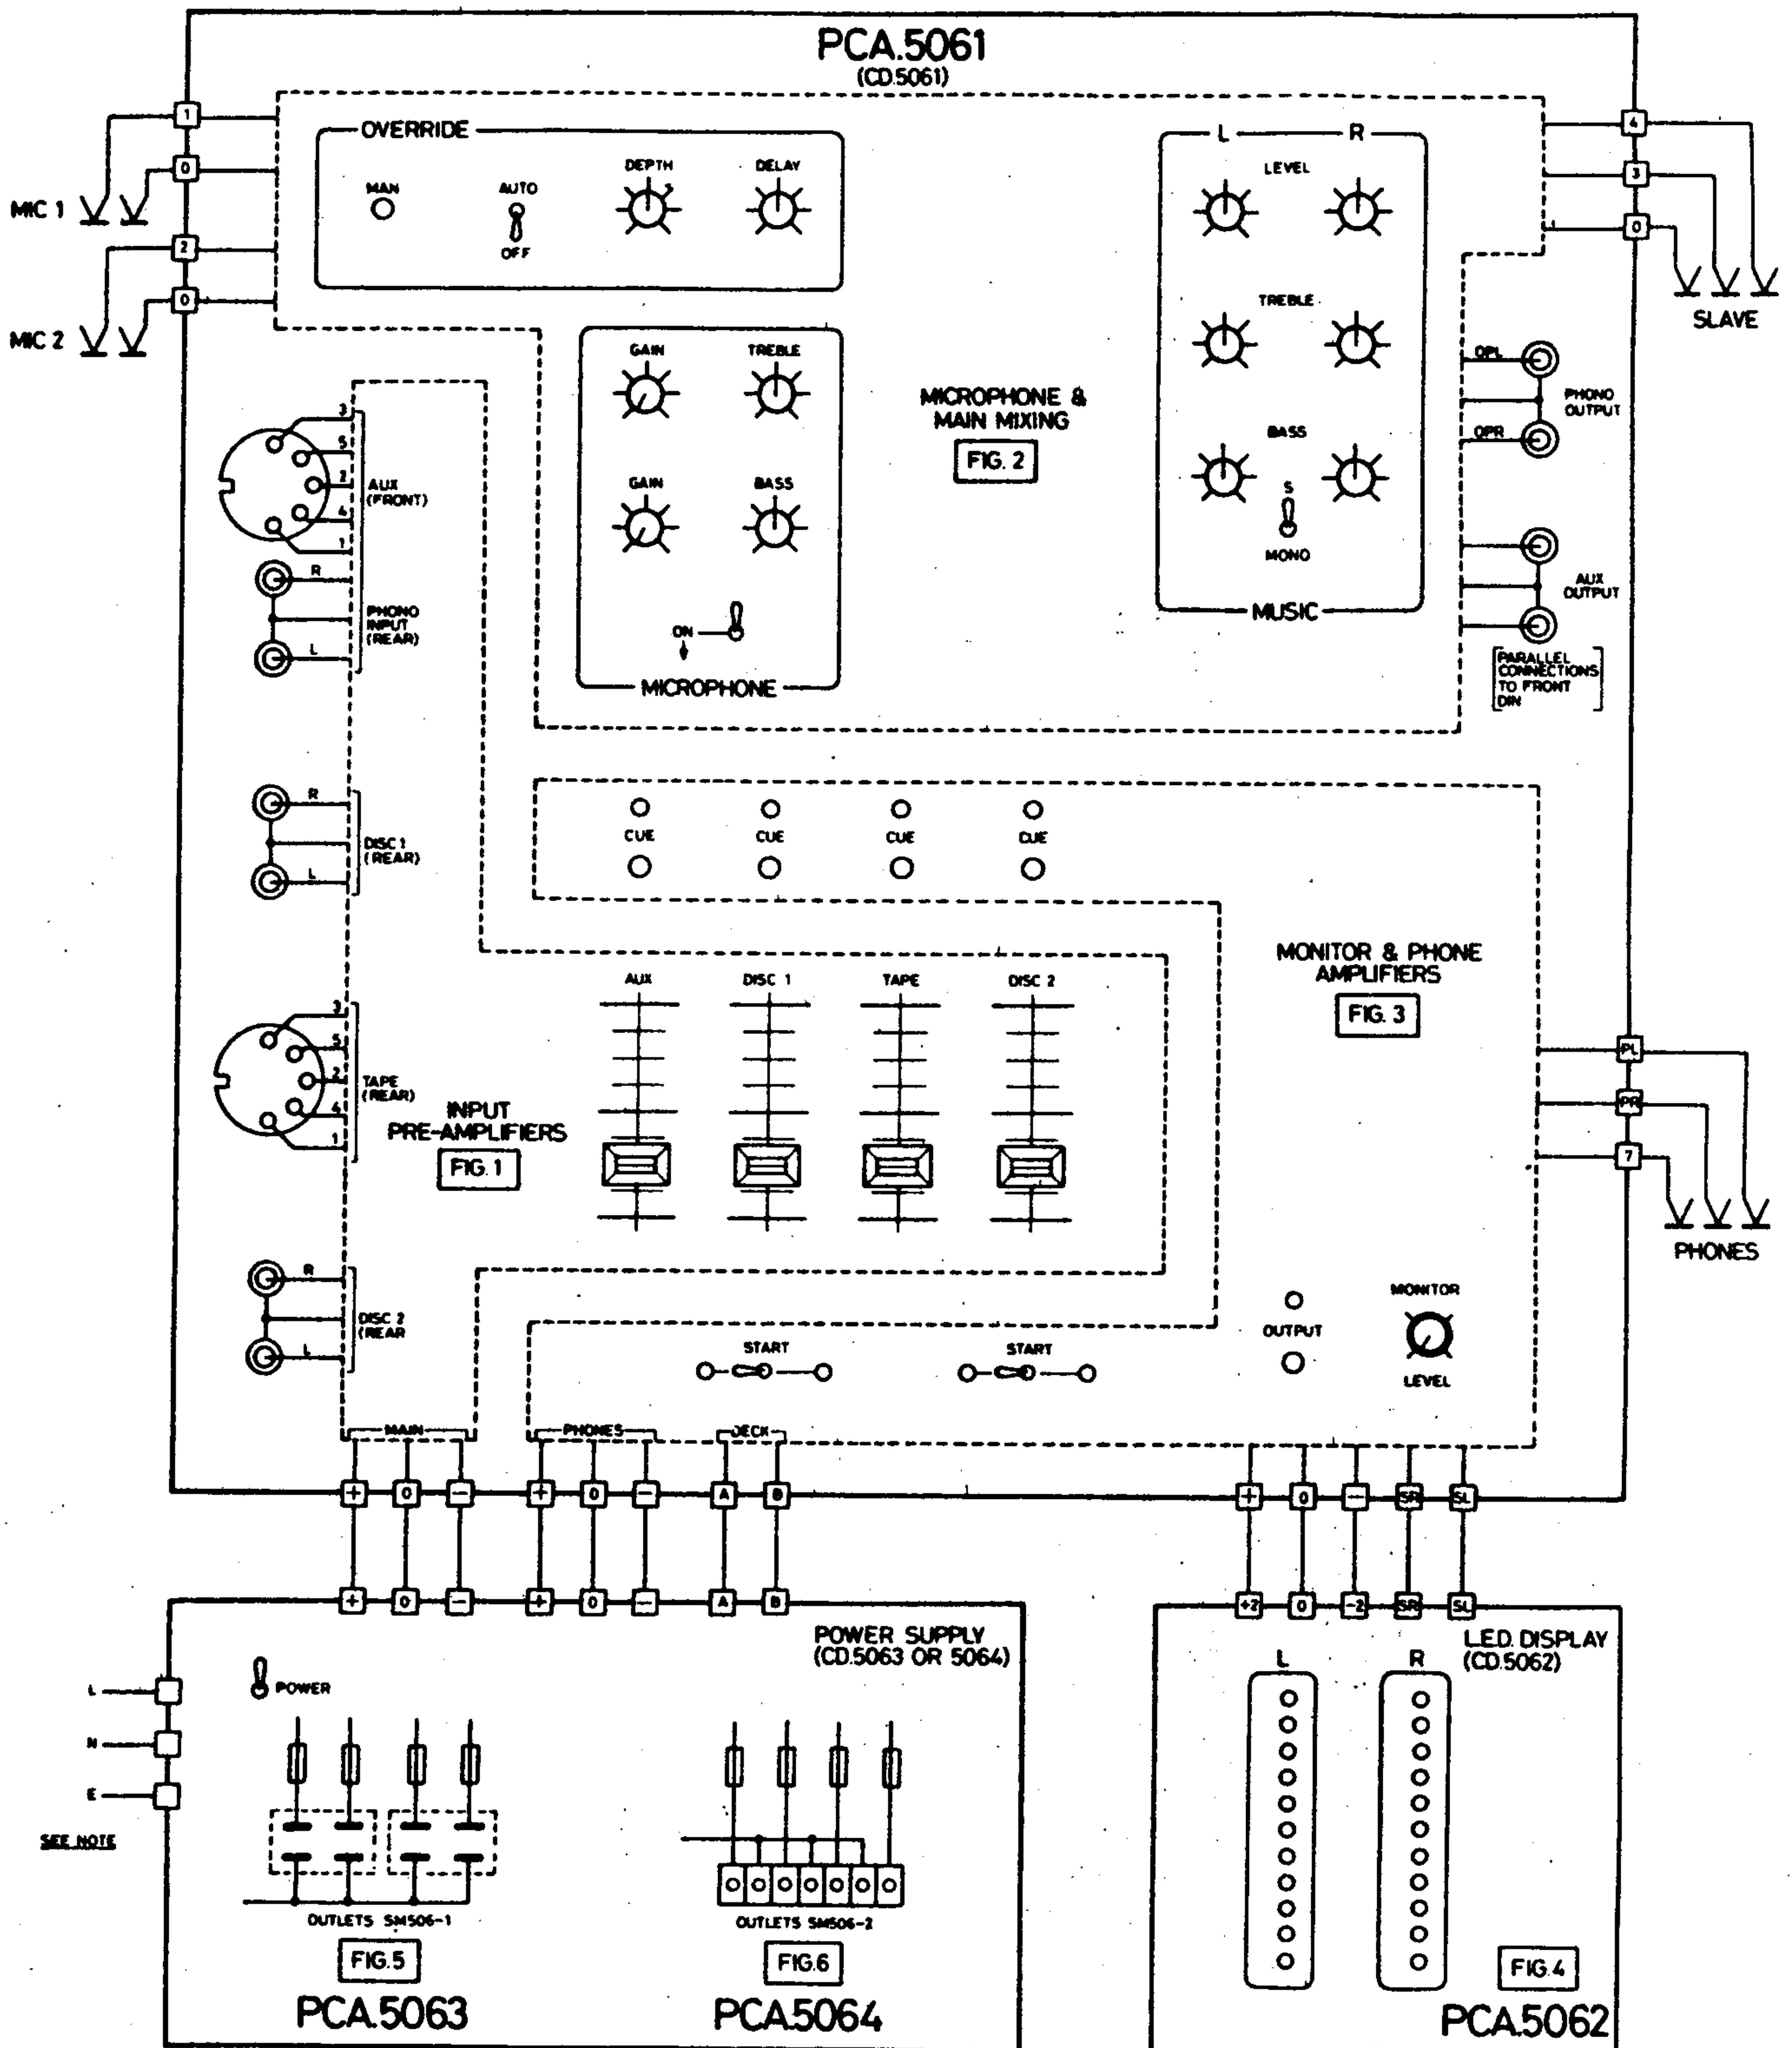 PCA.5061
(CD.5061)
1
0
MIC 1
2
0
MIC 2
OVERRIDE
MAN
AUTO
OFF
DEPTH
DELAY
L R
LEVEL
TREBLE
BASS
S
MONO
MUSIC
4
3
0
SLAVE
GAIN TREBLE
GAIN BASS
ON
MICROPHONE
MICROPHONE &
MAIN MIXING
FIG. 2
OPL
OPR
PHONO
OUTPUT
AUX
OUTPUT
[PARALLEL
CONNECTIONS
TO FRONT
DIN]
3
5
2
4
1
AUX
(FRONT)
R
L
PHONO
INPUT
(REAR)
R
L
DISC 1
(REAR)
3
5
2
4
1
TAPE
(REAR)
R
L
DISC 2
(REAR
INPUT
PRE-AMPLIFIERS
FIG. 1
CUE CUE CUE CUE
AUX DISC 1 TAPE DISC 2
MONITOR & PHONE
AMPLIFIERS
FIG. 3
PL
PR
7
PHONES
START START
OUTPUT
MONITOR
LEVEL
MAIN PHONES DECK
+ 0 — + 0 — A B
+ 0 — SR SL
+ 0 — + 0 — A B
+2 0 -2 SR SL
POWER SUPPLY
(CD.5063 OR 5064)
L
N
E
SEE NOTE
POWER
OUTLETS SM506-1
FIG.5
PCA.5063
OUTLETS SM506-2
FIG.6
PCA.5064
L.E.D. DISPLAY
(CD.5062)
L R
FIG.4
PCA.5062